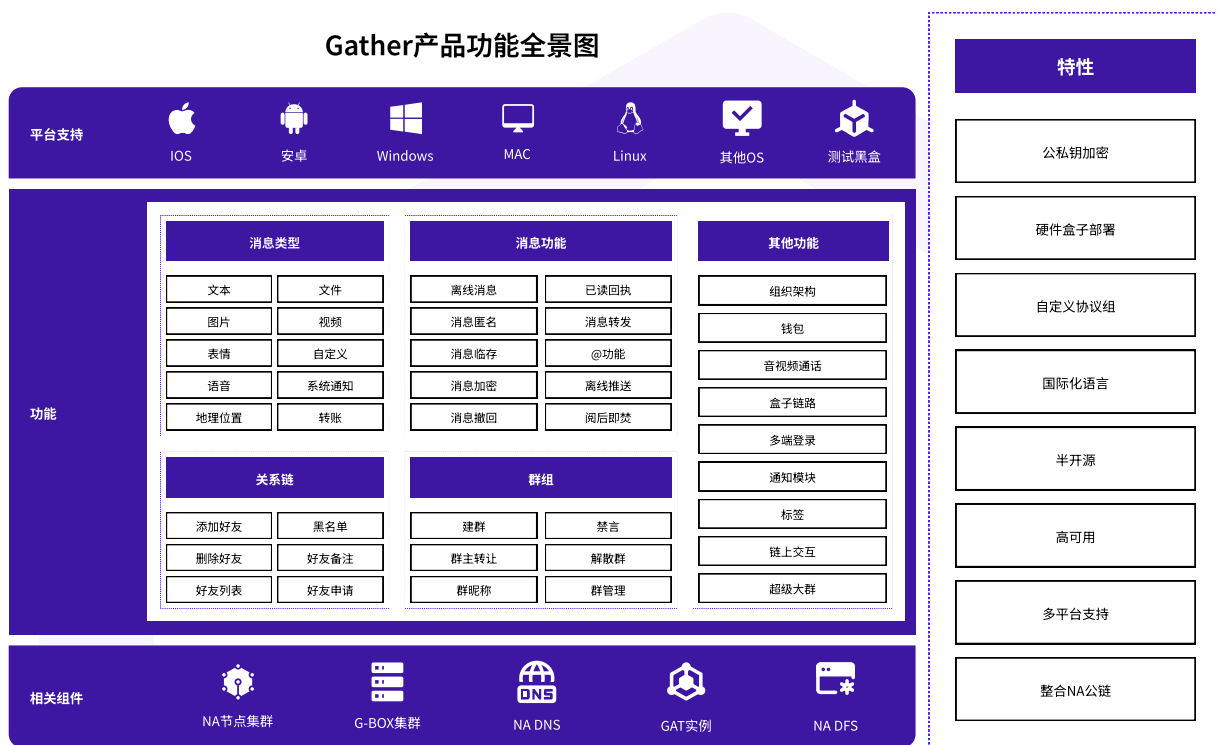 Gather产品功能全景图
平台支持
IOS
安卓
Windows
MAC
Linux
其他OS
测试黑盒
功能
消息类型
文本
文件
图片
视频
表情
自定义
语音
系统通知
地理位置
转账
消息功能
离线消息
已读回执
消息匿名
消息转发
消息临存
@功能
消息加密
离线推送
消息撤回
阅后即焚
其他功能
组织架构
钱包
音视频通话
盒子链路
多端登录
通知模块
标签
链上交互
超级大群
关系链
添加好友
黑名单
删除好友
好友备注
好友列表
好友申请
群组
建群
禁言
群主转让
解散群
群昵称
群管理
相关组件
NA节点集群
G-BOX集群
DNS
NA DNS
GAT实例
NA DFS
特性
公私钥加密
硬件盒子部署
自定义协议组
国际化语言
半开源
高可用
多平台支持
整合NA公链